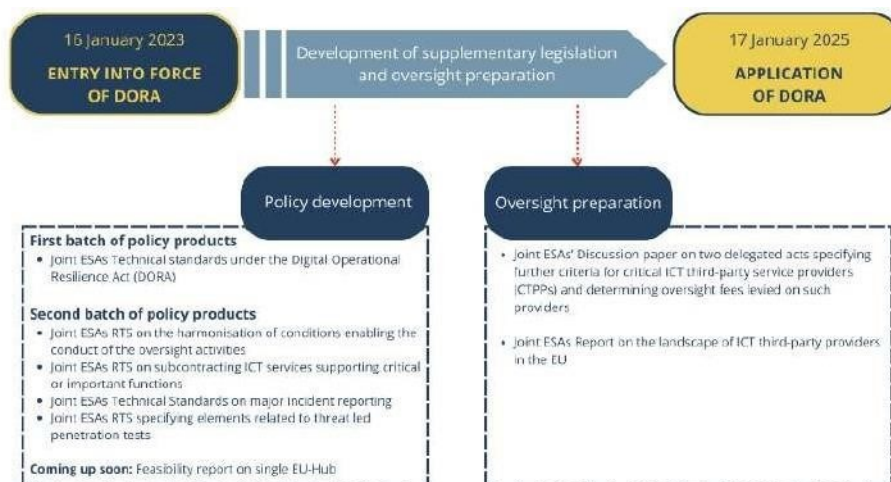 16 January 2023
ENTRY INTO FORCE
OF DORA
Development of supplementary legislation
and oversight preparation
17 January 2025
APPLICATION
OF DORA
Policy development
First batch of policy products
• Joint ESAs Technical standards under the Digital Operational
Resilience Act (DORA)
Second batch of policy products
• Joint ESAs RTS on the harmonisation of conditions enabling the
conduct of the oversight activities
• Joint ESAs RTS on subcontracting ICT services supporting critical
or important functions
• Joint ESAs Technical Standards on major incident reporting
• Joint ESAs RTS specifying elements related to threat led
penetration tests
Coming up soon: Feasibility report on single EU-Hub
Oversight preparation
• Joint ESAs' Discussion paper on two delegated acts specifying
further criteria for critical ICT third-party service providers
(CTPPs) and determining oversight fees levied on such
providers
• Joint ESAs Report on the landscape of ICT third-party providers
in the EU